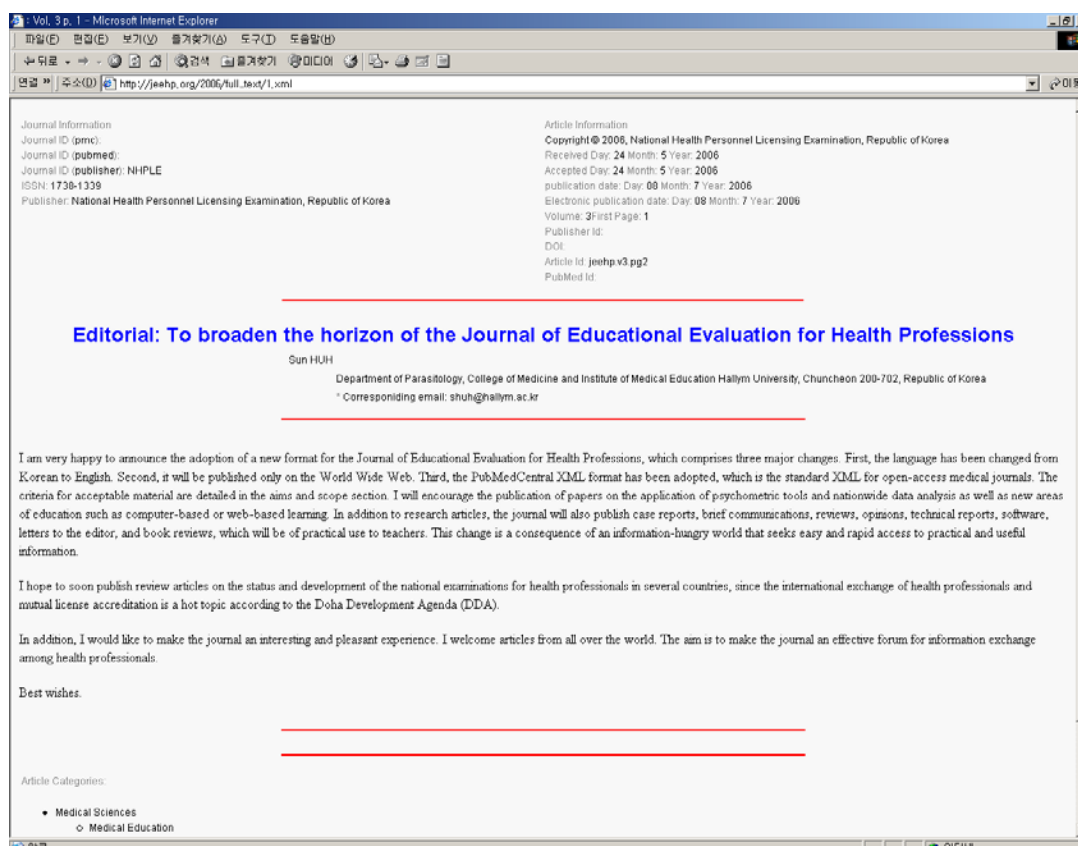 : Vol. 3 p. 1 - Microsoft Internet Explorer
파일(F) 편집(E) 보기(V) 즐겨찾기(A) 도구(T) 도움말(H)
뒤로 검색 즐겨찾기 미디어
연결 » 주소(D) http://jeehp.org/2006/full_text/1.xml 이동
Journal Information
Journal ID (pmc):
Journal ID (pubmed):
Journal ID (publisher): NHPLE
ISSN: 1738-1339
Publisher: National Health Personnel Licensing Examination, Republic of Korea
Article Information
Copyright © 2006, National Health Personnel Licensing Examination, Republic of Korea
Received Day: 24 Month: 5 Year: 2006
Accepted Day: 24 Month: 5 Year: 2006
publication date: Day: 08 Month: 7 Year: 2006
Electronic publication date: Day: 08 Month: 7 Year: 2006
Volume: 3First Page: 1
Publisher Id:
DOI:
Article Id: jeehp.v3.pg2
PubMed Id:
Editorial: To broaden the horizon of the Journal of Educational Evaluation for Health Professions
Sun HUH
Department of Parasitology, College of Medicine and Institute of Medical Education Hallym University, Chuncheon 200-702, Republic of Korea
* Corresponiding email: shuh@hallym.ac.kr
I am very happy to announce the adoption of a new format for the Journal of Educational Evaluation for Health Professions, which comprises three major changes. First, the language has been changed from
Korean to English. Second, it will be published only on the World Wide Web. Third, the PubMedCentral XML format has been adopted, which is the standard XML for open-access medical journals. The
criteria for acceptable material are detailed in the aims and scope section. I will encourage the publication of papers on the application of psychometric tools and nationwide data analysis as well as new areas
of education such as computer-based or web-based learning. In addition to research articles, the journal will also publish case reports, brief communications, reviews, opinions, technical reports, software,
letters to the editor, and book reviews, which will be of practical use to teachers. This change is a consequence of an information-hungry world that seeks easy and rapid access to practical and useful
information.
I hope to soon publish review articles on the status and development of the national examinations for health professionals in several countries, since the international exchange of health professionals and
mutual license accreditation is a hot topic according to the Doha Development Agenda (DDA).
In addition, I would like to make the journal an interesting and pleasant experience. I welcome articles from all over the world. The aim is to make the journal an effective forum for information exchange
among health professionals.
Best wishes.
Article Categories:
Medical Sciences
Medical Education